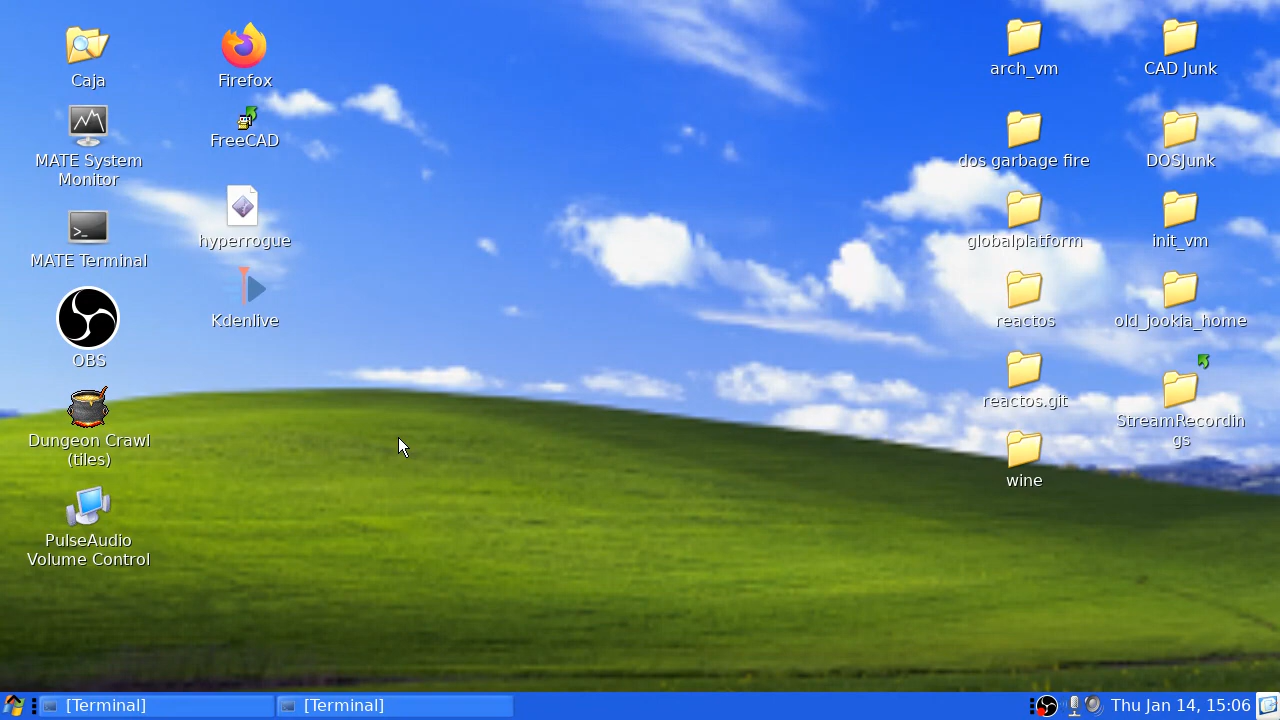 Caja
Firefox
arch_vm
CAD Junk
FreeCAD
MATE System
Monitor
dos garbage fire
DOSJunk
hyperrogue
globalplatform
init_vm
MATE Terminal
Kdenlive
reactos
old_jookia_home
OBS
reactos.git
StreamRecordin
gs
Dungeon Crawl
(tiles)
wine
PulseAudio
Volume Control
[Terminal]
[Terminal]
Thu Jan 14, 15:06